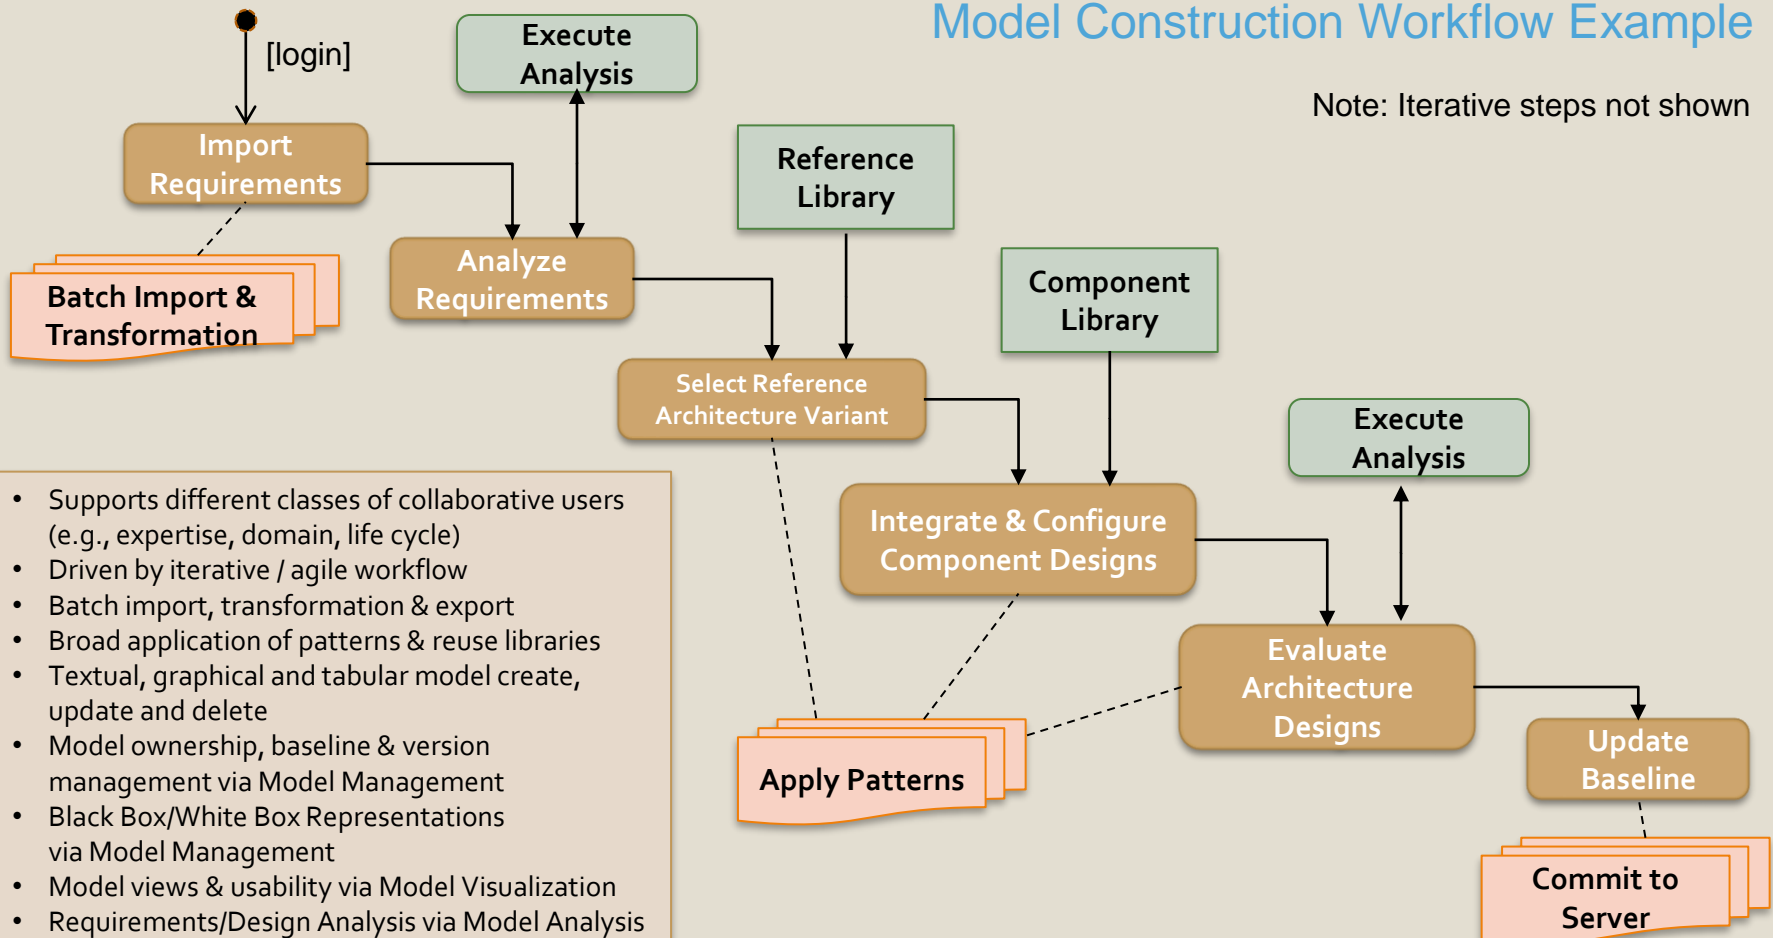 Model Construction Workflow Example
Note: Iterative steps not shown
[login]
Execute
Analysis
Import
Requirements
Reference
Library
Batch Import &
Transformation
Analyze
Requirements
Component
Library
Select Reference
Architecture Variant
Execute
Analysis
Integrate & Configure
Component Designs
Evaluate
Architecture
Designs
Apply Patterns
Update
Baseline
Commit to
Server
• Supports different classes of collaborative users
(e.g., expertise, domain, life cycle)
• Driven by iterative / agile workflow
• Batch import, transformation & export
• Broad application of patterns & reuse libraries
• Textual, graphical and tabular model create,
update and delete
• Model ownership, baseline & version
management via Model Management
• Black Box/White Box Representations
via Model Management
• Model views & usability via Model Visualization
• Requirements/Design Analysis via Model Analysis